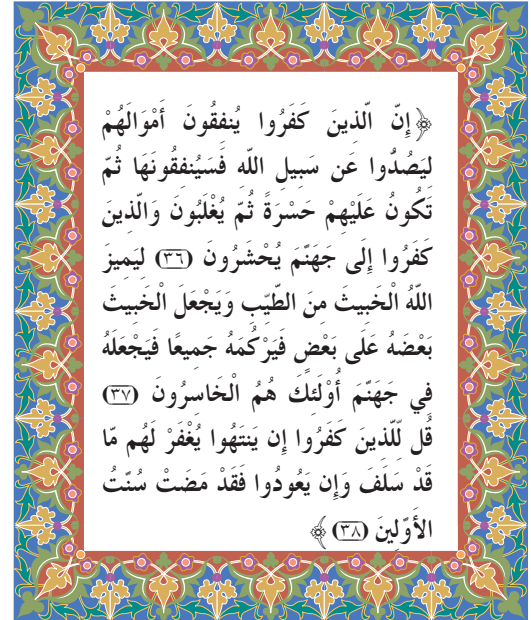 ﴿إِنَّ الَّذِينَ كَفَرُوا يُنفِقُونَ أَمْوَالَهُمْ
لِيَصُدُّوا عَن سَبِيلِ اللّهِ فَسَيُنفِقُونَهَا ثُمَّ
تَكُونُ عَلَيْهِمْ حَسْرَةً ثُمَّ يُغْلَبُونَ وَالَّذِينَ
كَفَرُوا إِلَى جَهَنَّمَ يُحْشَرُونَ (٣٦) لِيَمِيزَ
اللّهُ الْخَبِيثَ مِنَ الطَّيِّبِ وَيَجْعَلَ الْخَبِيثَ
بَعْضَهُ عَلَى بَعْضٍ فَيَرْكُمَهُ جَمِيعًا فَيَجْعَلَهُ
فِي جَهَنَّمَ أُوْلَئِكَ هُمُ الْخَاسِرُونَ (٣٧)
قُل لِّلَّذِينَ كَفَرُوا إِن يَنتَهُوا يُغْفَرْ لَهُم مَّا
قَدْ سَلَفَ وَإِن يَعُودُوا فَقَدْ مَضَتْ سُنَّتُ
الأَوَّلِينَ (٣٨)﴾